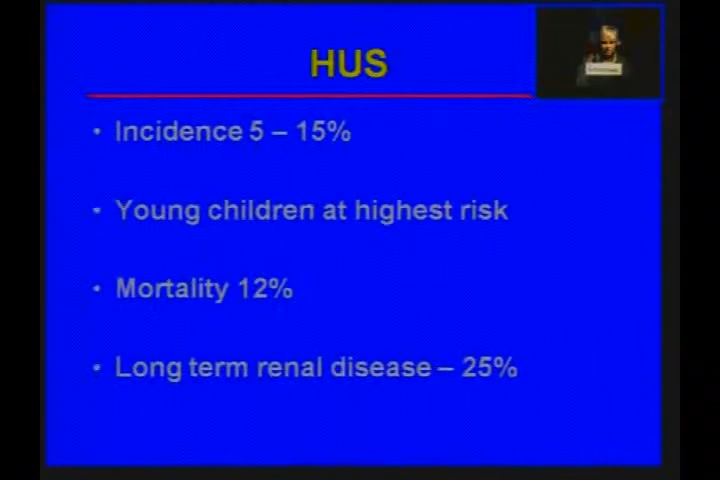 HUS
• Incidence 5 – 15%
• Young children at highest risk
• Mortality 12%
• Long term renal disease – 25%